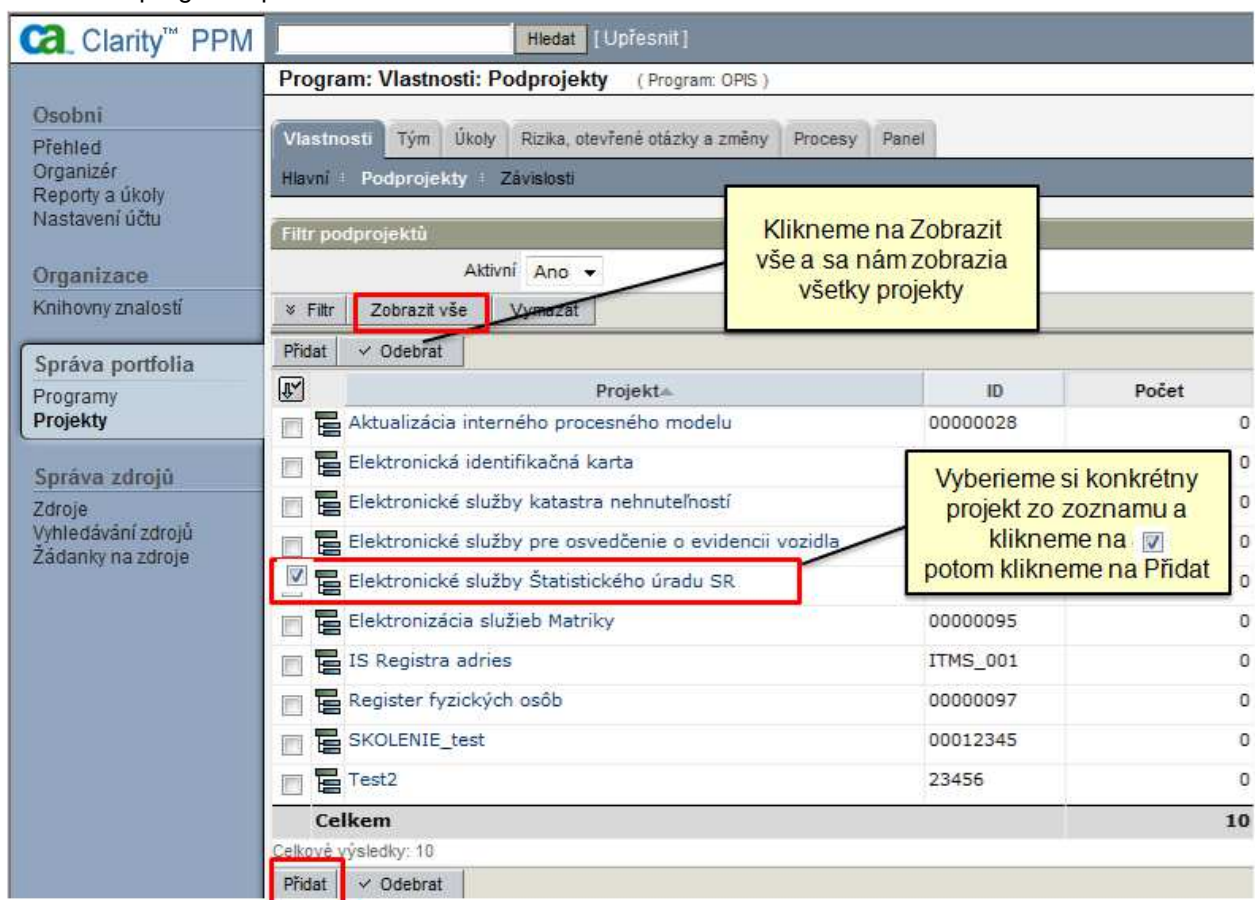 ca. Clarity™ PPM
Hledat [ Upřesnit ]
Program: Vlastnosti: Podprojekty ( Program: OPIS )
Osobní
Přehled
Organizér
Reporty a úkoly
Nastavení účtu
Organizace
Knihovny znalostí
Správa portfolia
Programy
Projekty
Správa zdrojů
Zdroje
Vyhledávání zdrojů
Žádanky na zdroje
Vlastnosti Tým Úkoly Rizika, otevřené otázky a změny Procesy Panel
Hlavní Podprojekty Závislosti
Filtr podprojektů
Aktivní Ano
Filtr Zobrazit vše Vymazat
Klikneme na Zobrazit
vše a sa nám zobrazia
všetky projekty
Přidat Odebrat
Projekt ID Počet
Aktualizácia interného procesného modelu 00000028 0
Elektronická identifikačná karta 0
Elektronické služby katastra nehnuteľností 0
Elektronické služby pre osvedčenie o evidencii vozidla 0
Elektronické služby Štatistického úradu SR 0
Vyberieme si konkrétny
projekt zo zoznamu a
klikneme na
potom klikneme na Přidat
Elektronizácia služieb Matriky 00000095 0
IS Registra adries ITMS_001 0
Register fyzických osôb 00000097 0
SKOLENIE_test 00012345 0
Test2 23456 0
Celkem 10
Celkové výsledky: 10
Přidat Odebrat